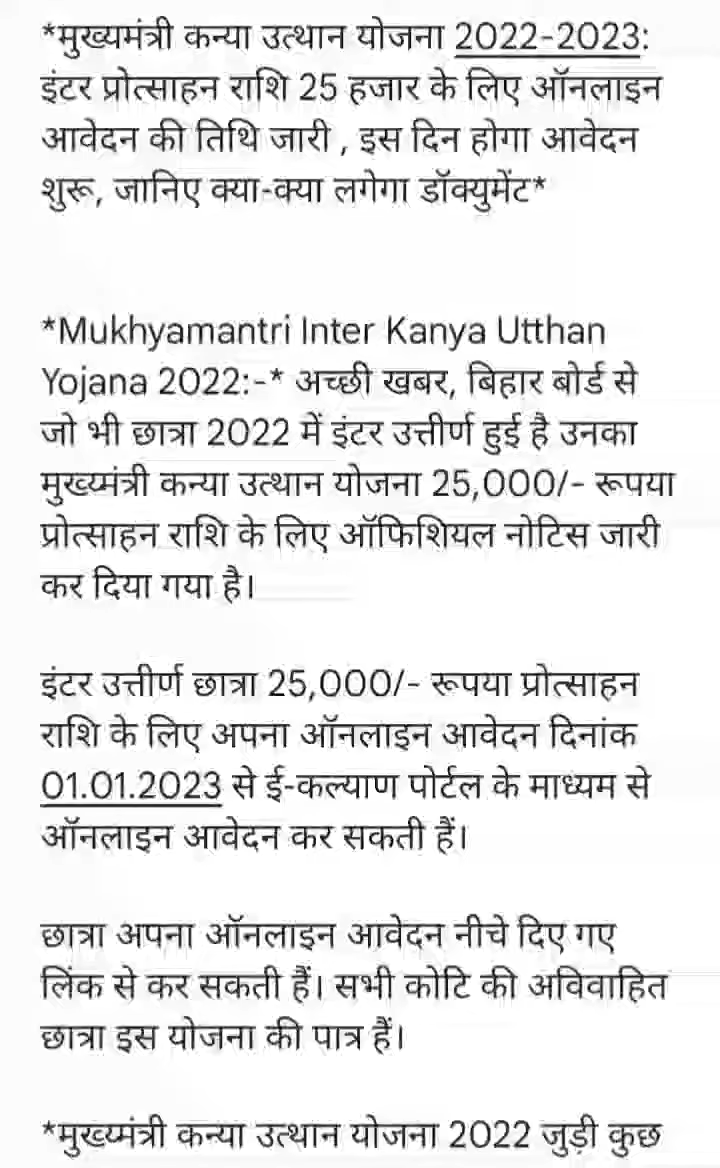 *मुख्यमंत्री कन्या उत्थान योजना 2022-2023:
इंटर प्रोत्साहन राशि 25 हजार के लिए ऑनलाइन
आवेदन की तिथि जारी , इस दिन होगा आवेदन
शुरू, जानिए क्या-क्या लगेगा डॉक्युमेंट*
*Mukhyamantri Inter Kanya Utthan
Yojana 2022:-* अच्छी खबर, बिहार बोर्ड से
जो भी छात्रा 2022 में इंटर उत्तीर्ण हुई है उनका
मुख्य्मंत्री कन्या उत्थान योजना 25,000/- रूपया
प्रोत्साहन राशि के लिए ऑफिशियल नोटिस जारी
कर दिया गया है।
इंटर उत्तीर्ण छात्रा 25,000/- रूपया प्रोत्साहन
राशि के लिए अपना ऑनलाइन आवेदन दिनांक
01.01.2023 से ई-कल्याण पोर्टल के माध्यम से
ऑनलाइन आवेदन कर सकती हैं।
छात्रा अपना ऑनलाइन आवेदन नीचे दिए गए
लिंक से कर सकती हैं। सभी कोटि की अविवाहित
छात्रा इस योजना की पात्र हैं।
*मुख्य्मंत्री कन्या उत्थान योजना 2022 जुड़ी कुछ